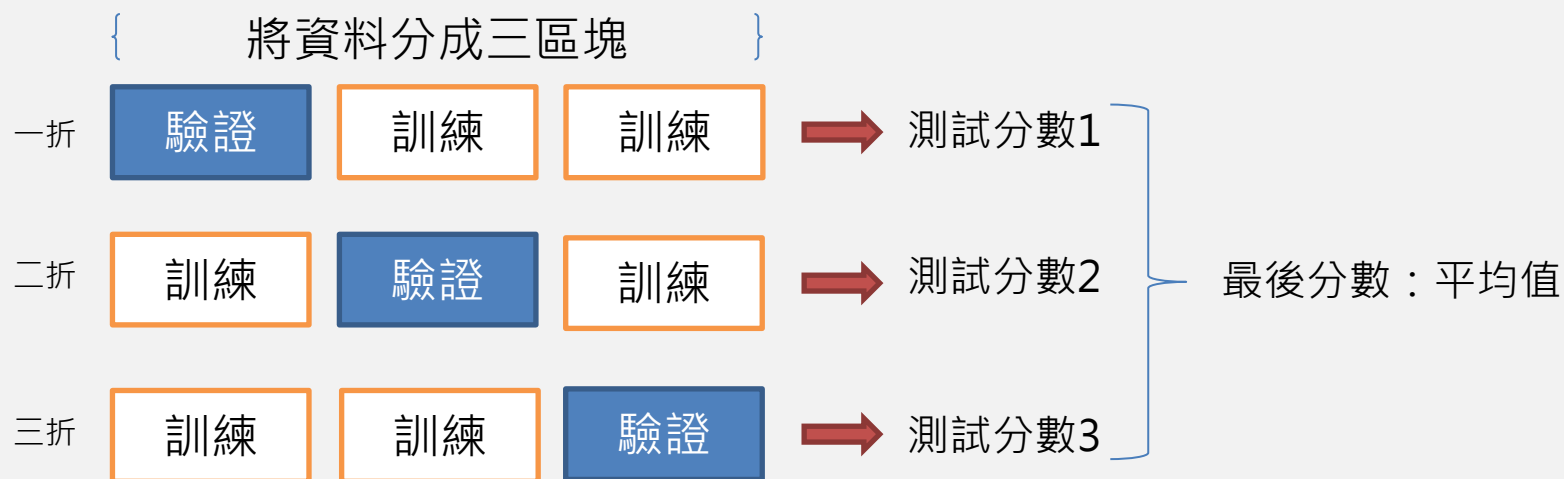 將資料分成三區塊
一折 驗證 訓練 訓練 測試分數1
二折 訓練 驗證 訓練 測試分數2 最後分數：平均值
三折 訓練 訓練 驗證 測試分數3